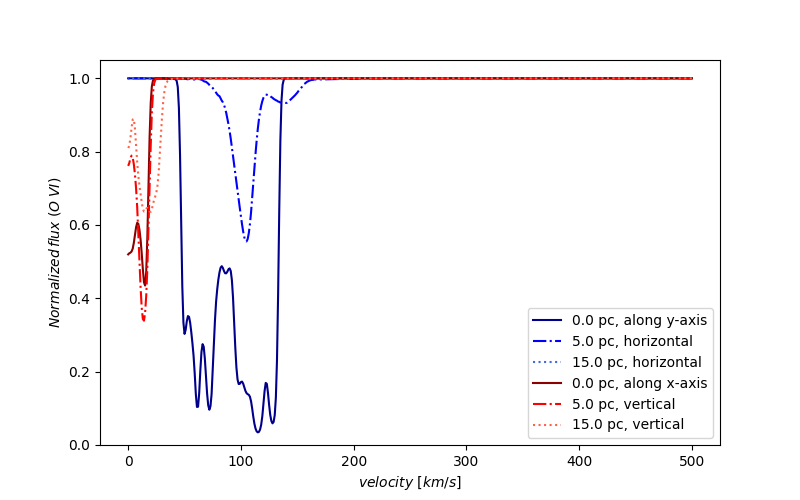 1.0
0.8
0.6
0.4
0.2
0.0
Normalized flux (O VI)
0.0 pc, along y-axis
5.0 pc, horizontal
15.0 pc, horizontal
0.0 pc, along x-axis
5.0 pc, vertical
15.0 pc, vertical
0 100 200 300 400 500
velocity [km/s]